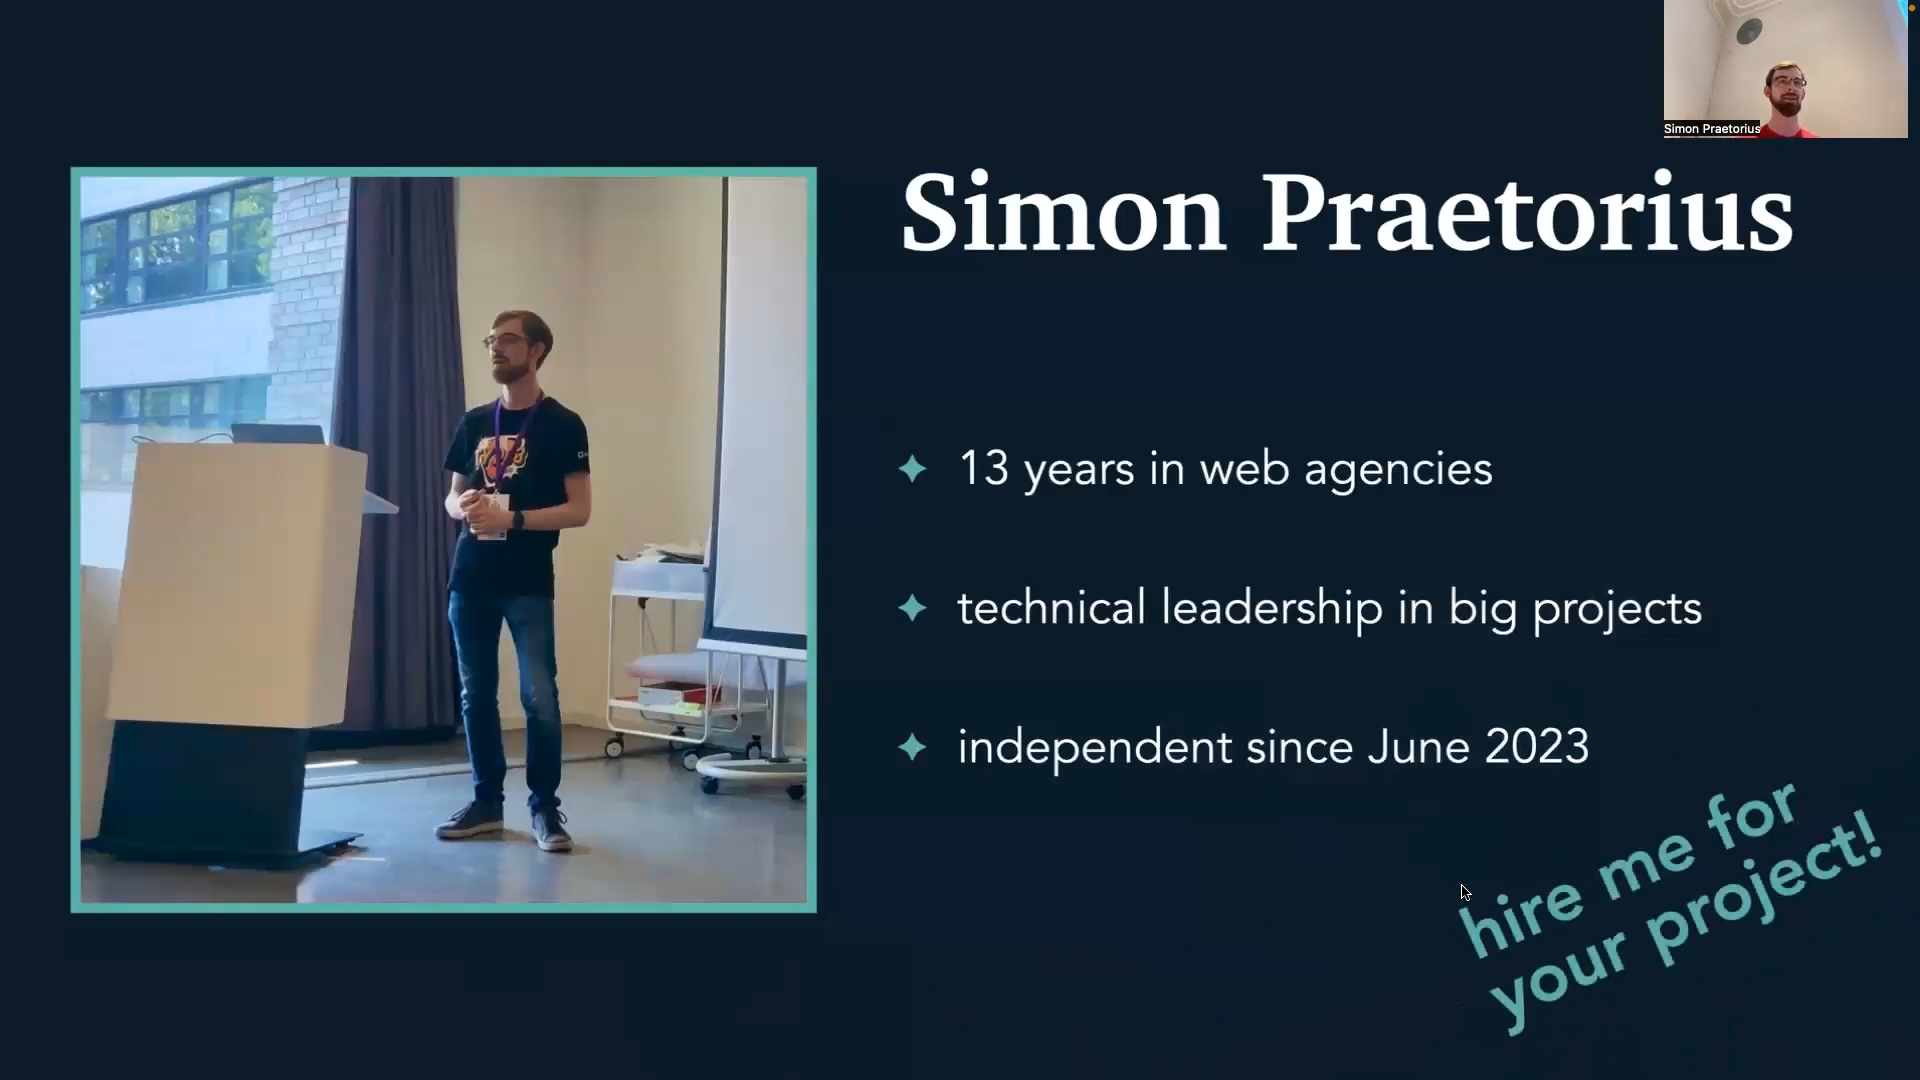 Simon Praetorius
Simon Praetorius
13 years in web agencies
technical leadership in big projects
independent since June 2023
hire me for
your project!